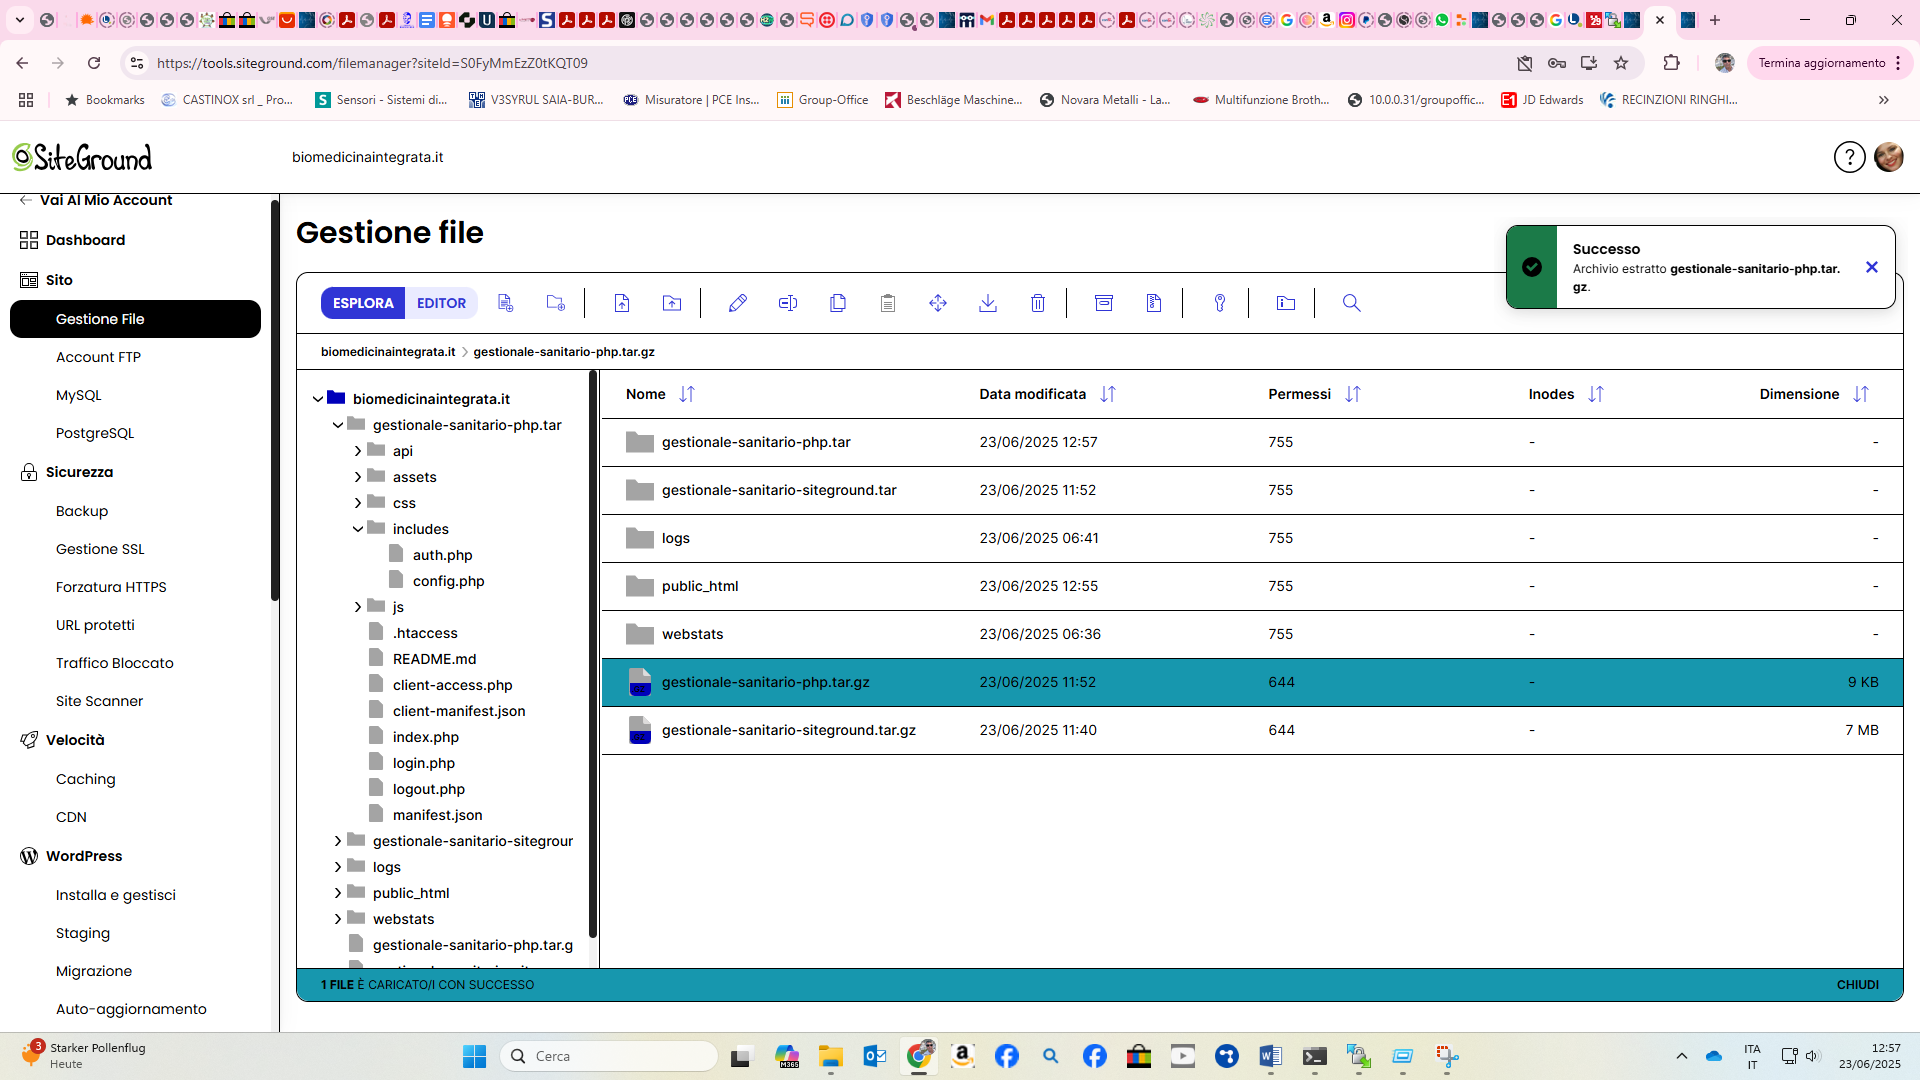 https://tools.siteground.com/filemanager?siteId=S0FyMmEzZ0tKQT09
Termina aggiornamento
Bookmarks
CASTINOX srl _ Pro...
Sensori - Sistemi di...
V3SYRUL SAIA-BUR...
Misuratore | PCE Ins...
Group-Office
Beschläge Maschine...
Novara Metalli - La...
Multifunzione Broth...
10.0.0.31/groupoffic...
JD Edwards
RECINZIONI RINGHI...
SiteGround
biomedicinaintegrata.it
?
Vai Al Mio Account
Dashboard
Sito
Gestione File
Account FTP
MySQL
PostgreSQL
Sicurezza
Backup
Gestione SSL
Forzatura HTTPS
URL protetti
Traffico Bloccato
Site Scanner
Velocità
Caching
CDN
WordPress
Installa e gestisci
Staging
Migrazione
Auto-aggiornamento
Gestione file
Successo
Archivio estratto gestionale-sanitario-php.tar.
gz.
ESPLORA
EDITOR
biomedicinaintegrata.it > gestionale-sanitario-php.tar.gz
biomedicinaintegrata.it
gestionale-sanitario-php.tar
api
assets
css
includes
auth.php
config.php
js
.htaccess
README.md
client-access.php
client-manifest.json
index.php
login.php
logout.php
manifest.json
gestionale-sanitario-sitegrour
logs
public_html
webstats
gestionale-sanitario-php.tar.g
Nome Data modificata Permessi Inodes Dimensione
gestionale-sanitario-php.tar 23/06/2025 12:57 755 - -
gestionale-sanitario-siteground.tar 23/06/2025 11:52 755 - -
logs 23/06/2025 06:41 755 - -
public_html 23/06/2025 12:55 755 - -
webstats 23/06/2025 06:36 755 - -
gestionale-sanitario-php.tar.gz 23/06/2025 11:52 644 - 9 KB
gestionale-sanitario-siteground.tar.gz 23/06/2025 11:40 644 - 7 MB
1 FILE È CARICATO/I CON SUCCESSO
CHIUDI
3
Starker Pollenflug
Heute
Cerca
ITA
IT
12:57
23/06/2025